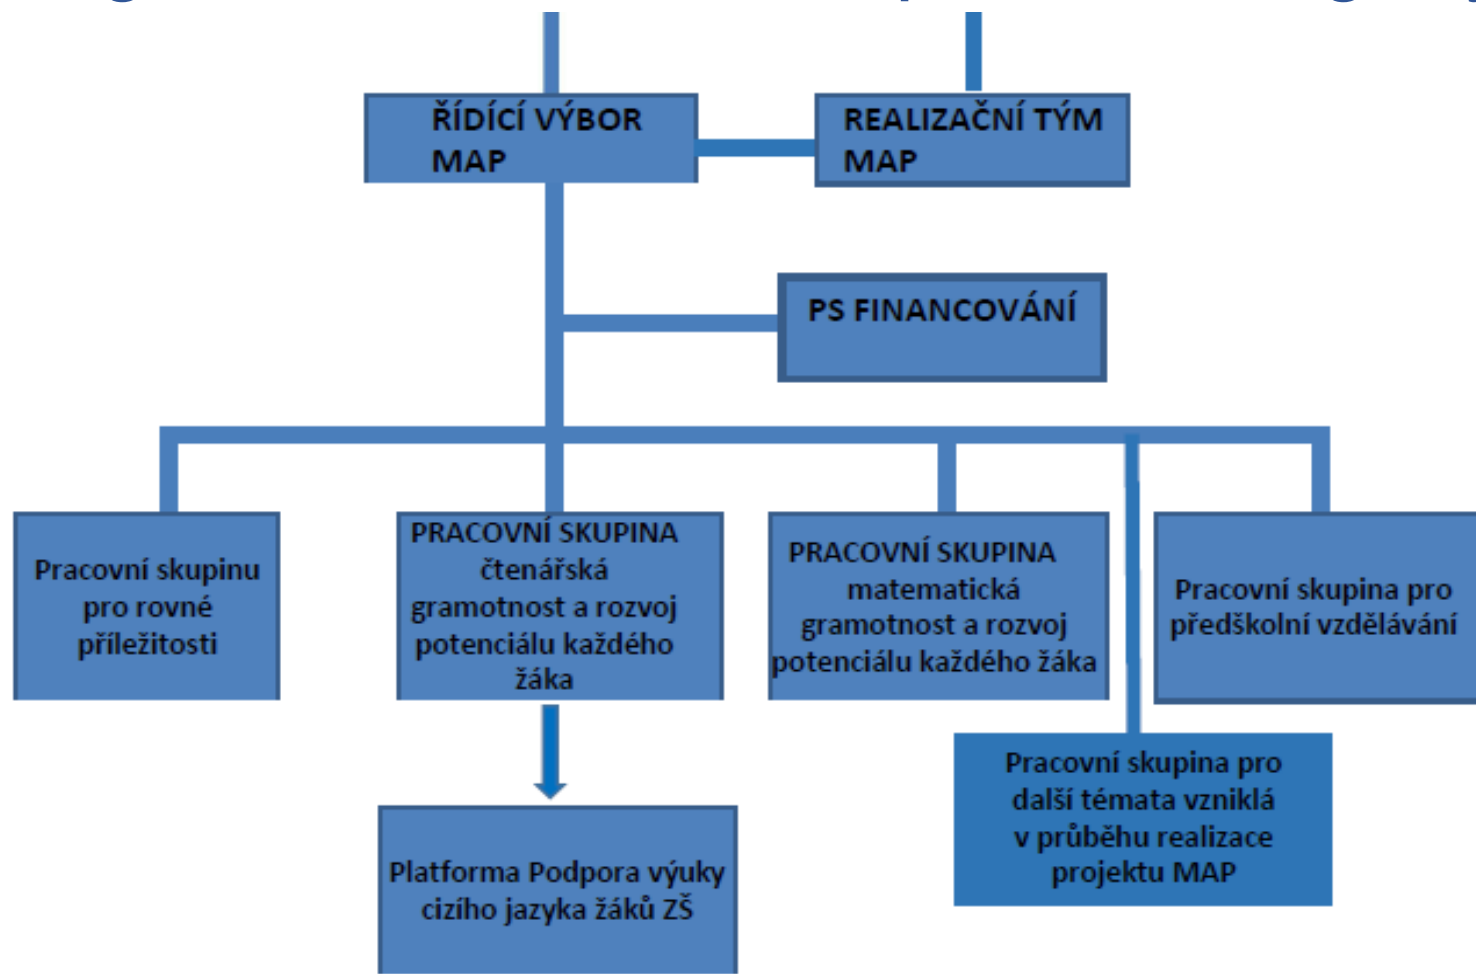 ŘÍDÍCÍ VÝBOR
MAP
REALIZAČNÍ TÝM
MAP
PS FINANCOVÁNÍ
Pracovní skupinu
pro rovné
příležitosti
PRACOVNÍ SKUPINA
čtenářská
gramotnost a rozvoj
potenciálu každého
žáka
PRACOVNÍ SKUPINA
matematická
gramotnost a rozvoj
potenciálu každého žáka
Pracovní skupina pro
předškolní vzdělávání
Pracovní skupina pro
další témata vzniklá
v průběhu realizace
projektu MAP
Platforma Podpora výuky
cizího jazyka žáků ZŠ